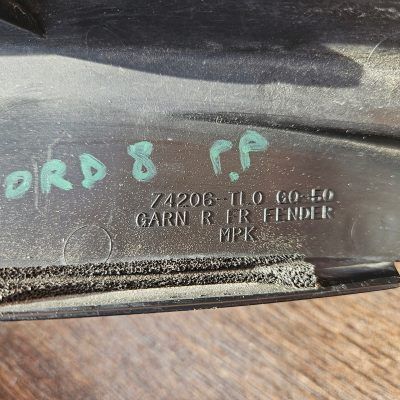 ORD 8 P.P
74206-TL0 G0-50
GARN R FR FENDER
MPK